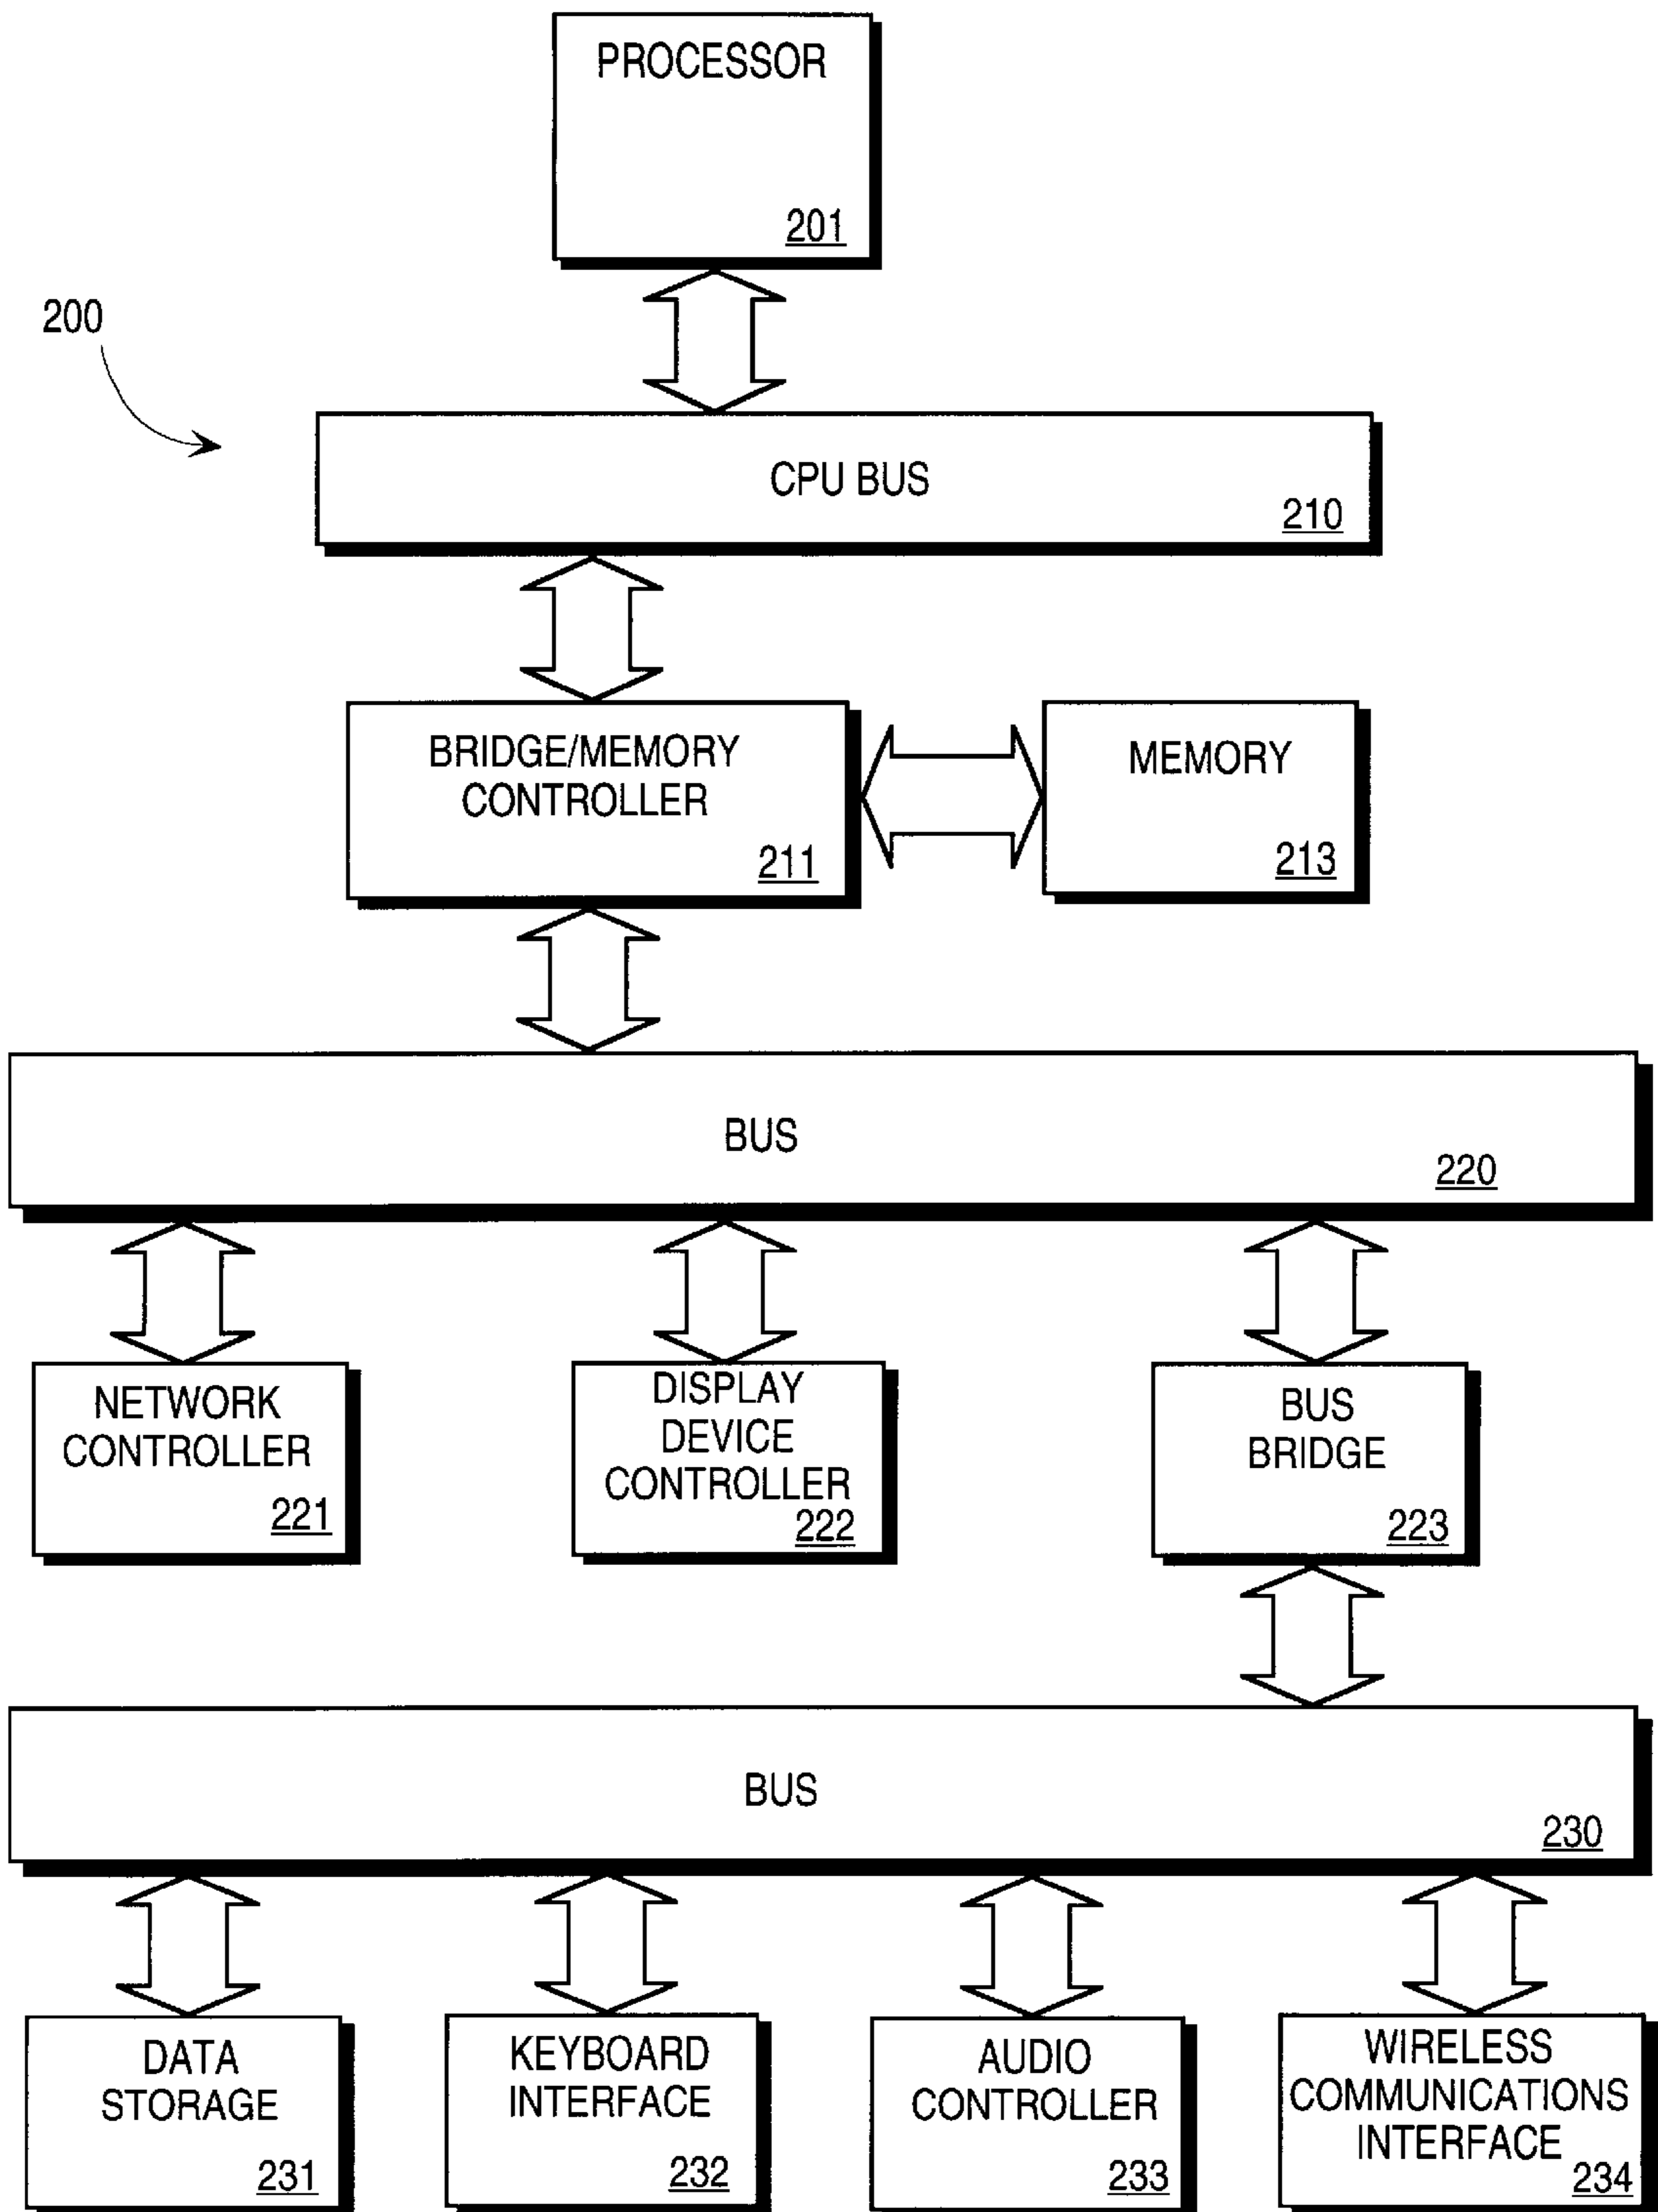 PROCESSOR
201
200
CPU BUS
210
BRIDGE/MEMORY
CONTROLLER
211
MEMORY
213
BUS
220
NETWORK
CONTROLLER
221
DISPLAY
DEVICE
CONTROLLER
222
BUS
BRIDGE
223
BUS
230
DATA
STORAGE
231
KEYBOARD
INTERFACE
232
AUDIO
CONTROLLER
233
WIRELESS
COMMUNICATIONS
INTERFACE
234